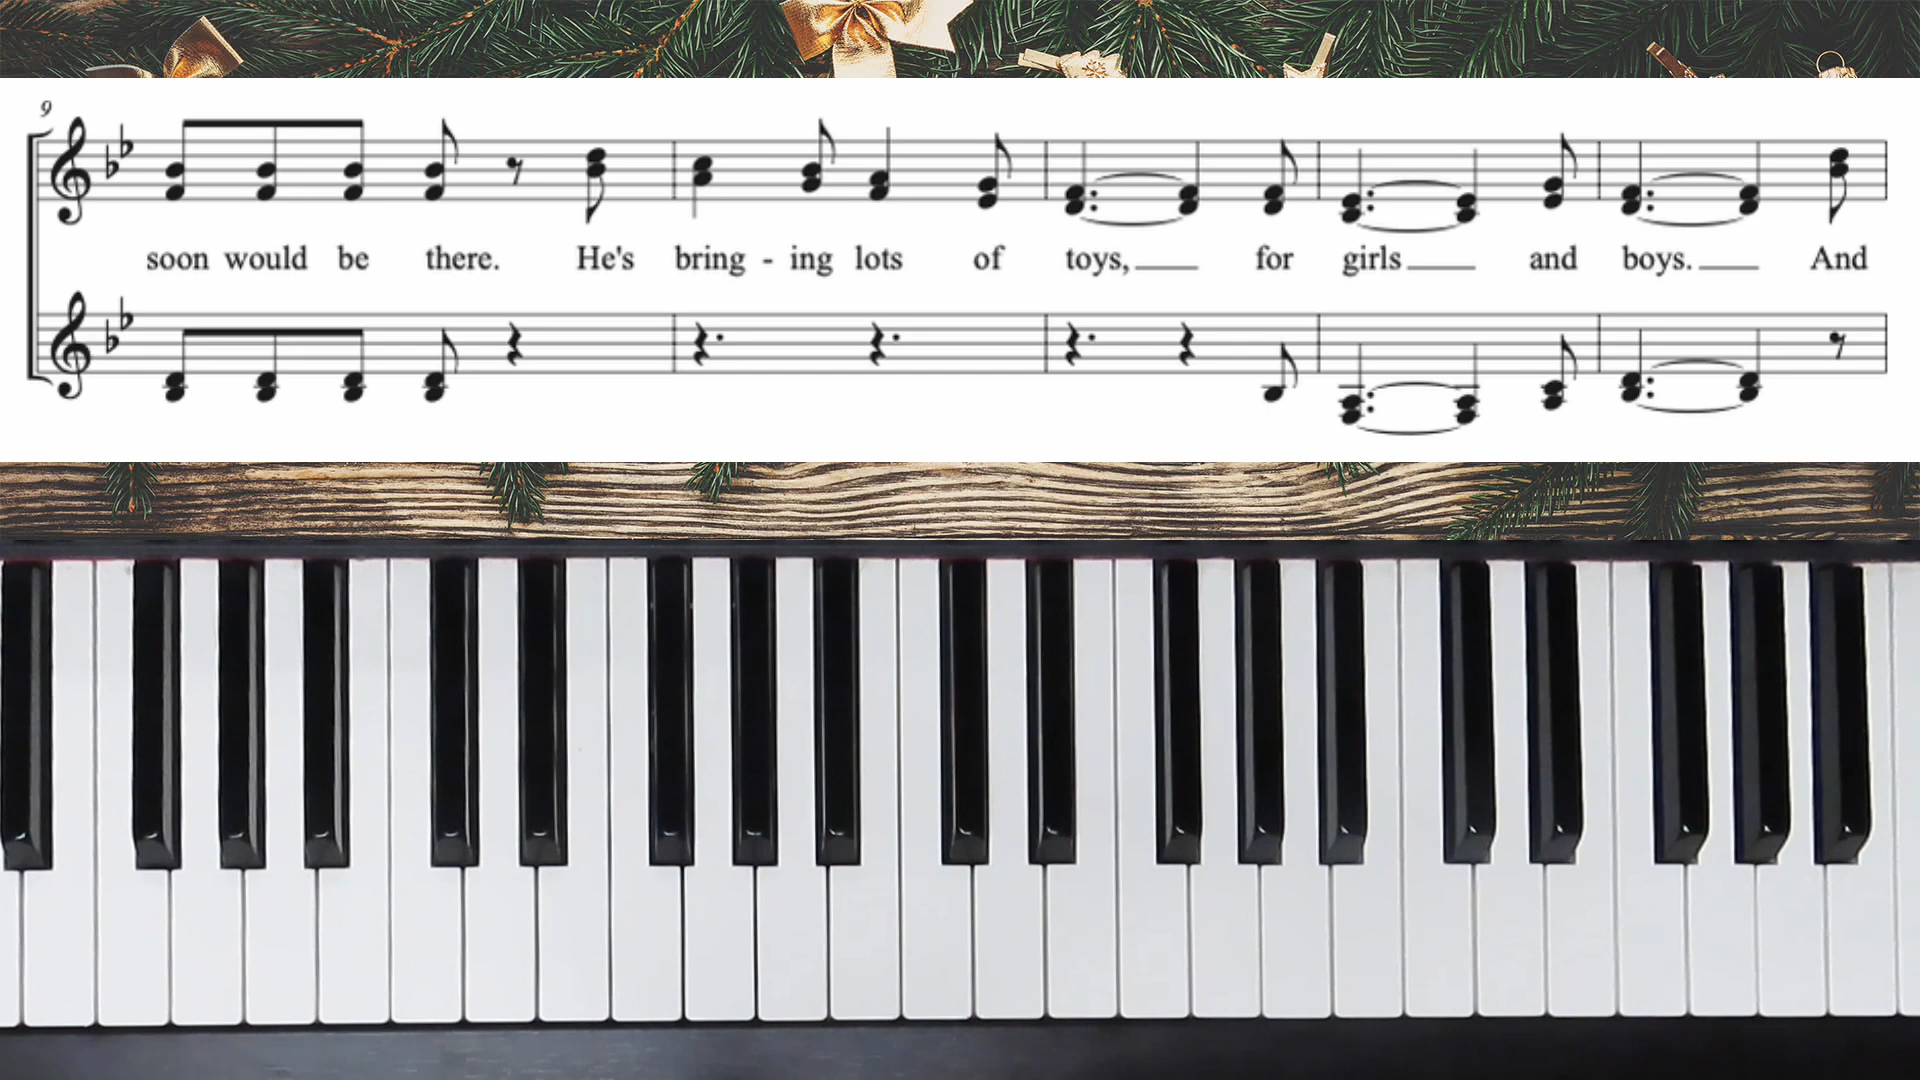 9
soon would be there. He's bring - ing lots of toys, for girls and boys. And